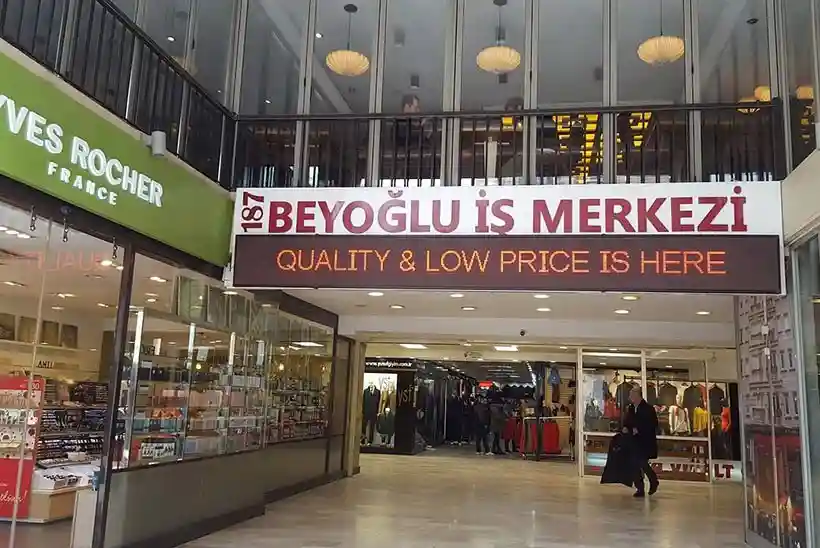 YVES ROCHER
FRANCE
187
BEYOĞLU İŞ MERKEZİ
QUALITY & LOW PRICE IS HERE